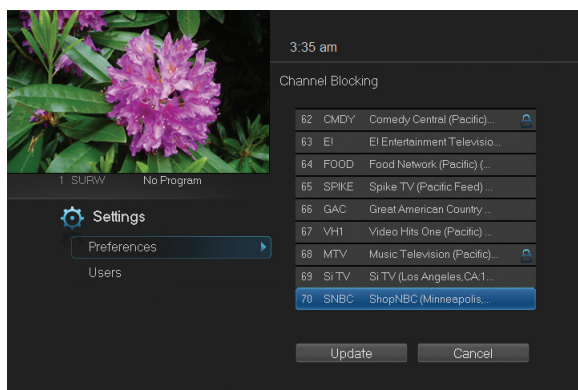 3:35 am
Channel Blocking
62 CMDY Comedy Central (Pacific)...
63 E! E! Entertainment Televisio...
64 FOOD Food Network (Pacific) (...
1 SURW No Program
65 SPIKE Spike TV (Pacific Feed) ...
66 GAC Great American Country ...
Settings
67 VH1 Video Hits One (Pacific) ...
Preferences
68 MTV Music Television (Pacific)...
Users
69 Si TV Si TV (Los Angeles,CA:1...
70 SNBC ShopNBC (Minneapolis,...
Update Cancel